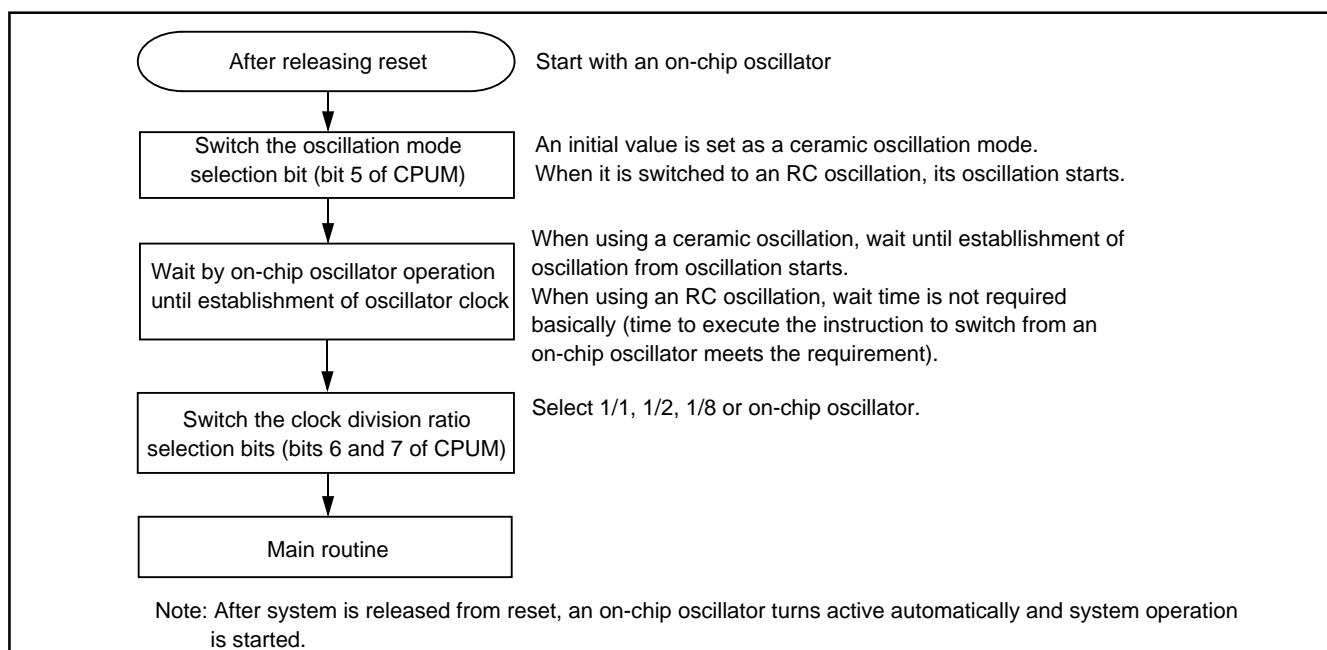 After releasing reset
Start with an on-chip oscillator
Switch the oscillation mode
selection bit (bit 5 of CPUM)
An initial value is set as a ceramic oscillation mode.
When it is switched to an RC oscillation, its oscillation starts.
Wait by on-chip oscillator operation
until establishment of oscillator clock
When using a ceramic oscillation, wait until establlishment of
oscillation from oscillation starts.
When using an RC oscillation, wait time is not required
basically (time to execute the instruction to switch from an
on-chip oscillator meets the requirement).
Switch the clock division ratio
selection bits (bits 6 and 7 of CPUM)
Select 1/1, 1/2, 1/8 or on-chip oscillator.
Main routine
Note: After system is released from reset, an on-chip oscillator turns active automatically and system operation
is started.